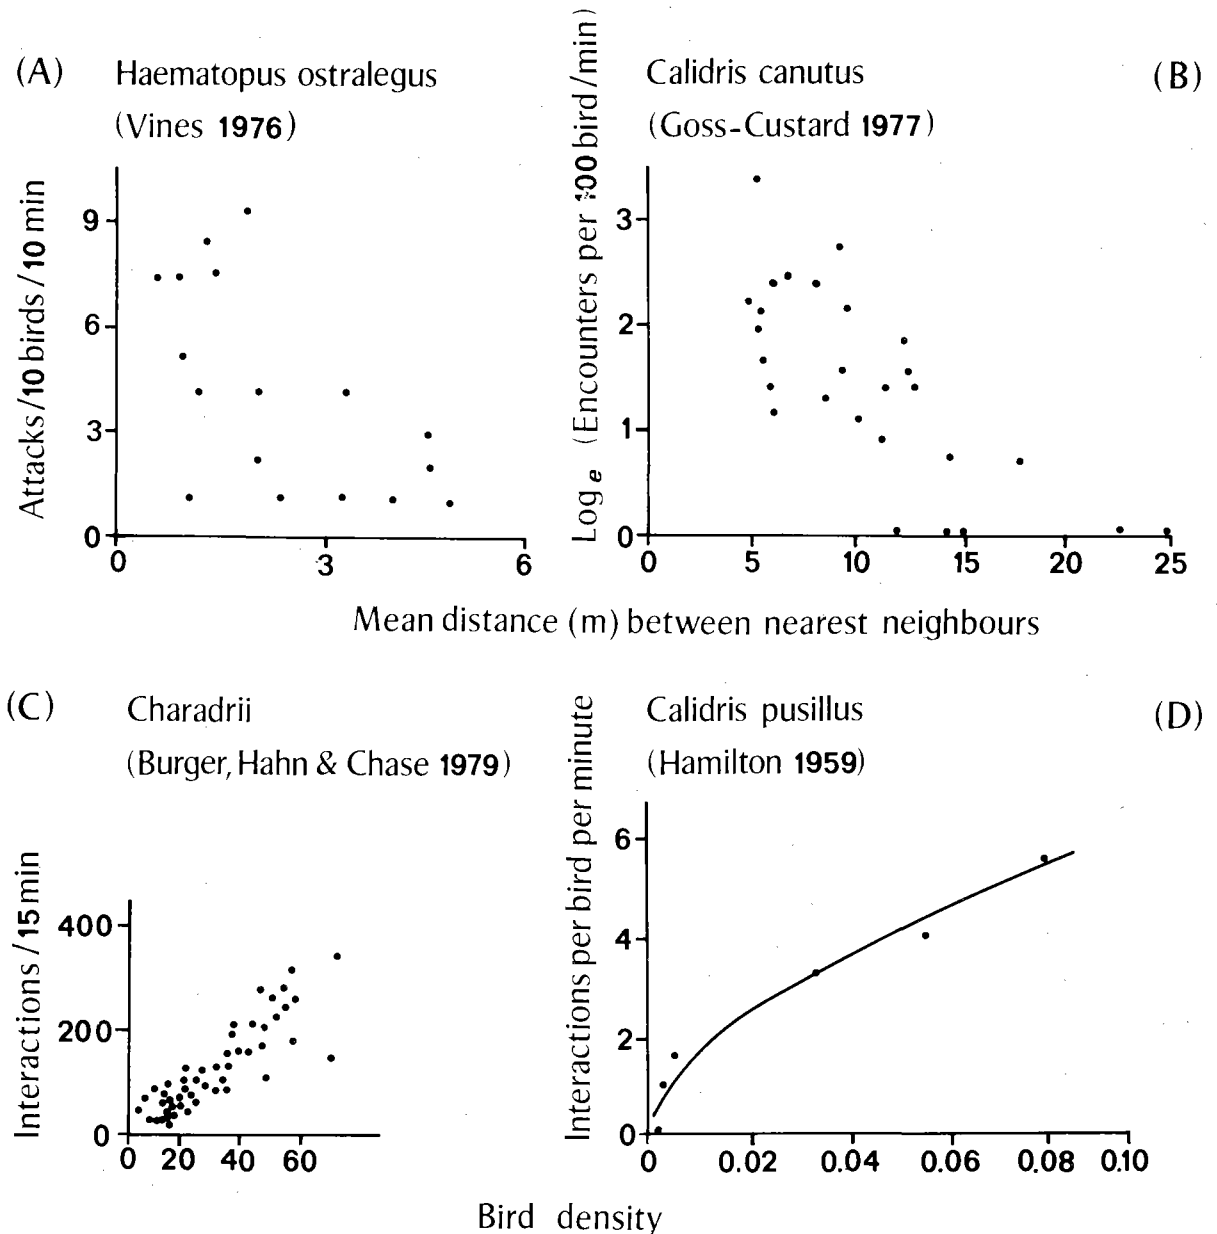 (A) Haematopus ostralegus
(Vines 1976)
Attacks/10 birds/10 min
9
6
3
0
0 3 6
Calidris canutus (B)
(Goss-Custard 1977)
Loge (Encounters per 100 bird/min)
3
2
1
0
0 5 10 15 20 25
Mean distance (m) between nearest neighbours
(C) Charadrii
(Burger, Hahn & Chase 1979)
Interactions/15min
400
200
0
0 20 40 60
Calidris pusillus (D)
(Hamilton 1959)
Interactions per bird per minute
6
4
2
0
0 0.02 0.04 0.06 0.08 0.10
Bird density